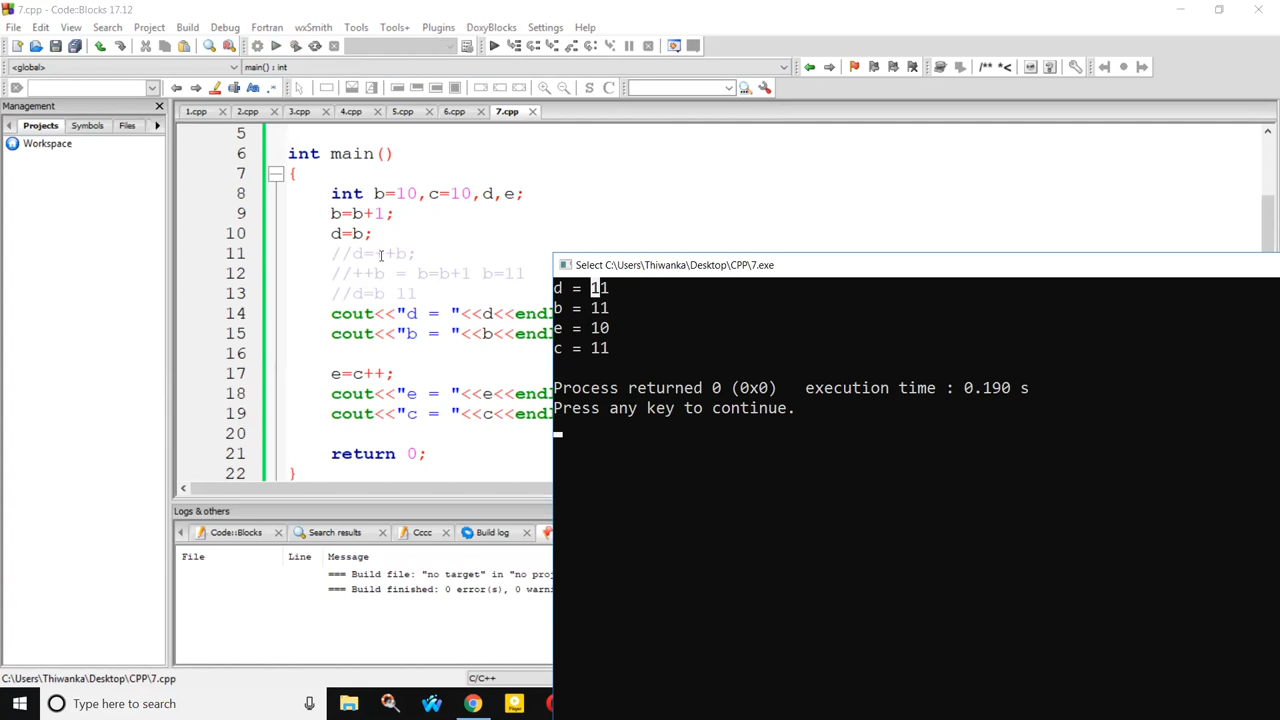 7.cpp - Code::Blocks 17.12
File Edit View Search Project Build Debug Fortran wxSmith Tools Tools+ Plugins DoxyBlocks Settings Help
<global> main() : int
/** *<
S C
Management
Projects Symbols Files
Workspace
1.cpp 2.cpp 3.cpp 4.cpp 5.cpp 6.cpp 7.cpp
5
6 int main()
7 {
8 int b=10,c=10,d,e;
9 b=b+1;
10 d=b;
11 //d=++b;
12 //++b = b=b+1 b=11
13 //d=b 11
14 cout<<"d = "<<d<<endl
15 cout<<"b = "<<b<<endl
16
17 e=c++;
18 cout<<"e = "<<e<<endl
19 cout<<"c = "<<c<<endl
20
21 return 0;
22 }
Select C:\Users\Thiwanka\Desktop\CPP\7.exe
d = 11
b = 11
e = 10
c = 11
Process returned 0 (0x0) execution time : 0.190 s
Press any key to continue.
Logs & others
Code::Blocks Search results Cccc Build log
File Line Message
=== Build file: "no target" in "no proj
=== Build finished: 0 error(s), 0 warni
C:\Users\Thiwanka\Desktop\CPP\7.cpp C/C++
Type here to search